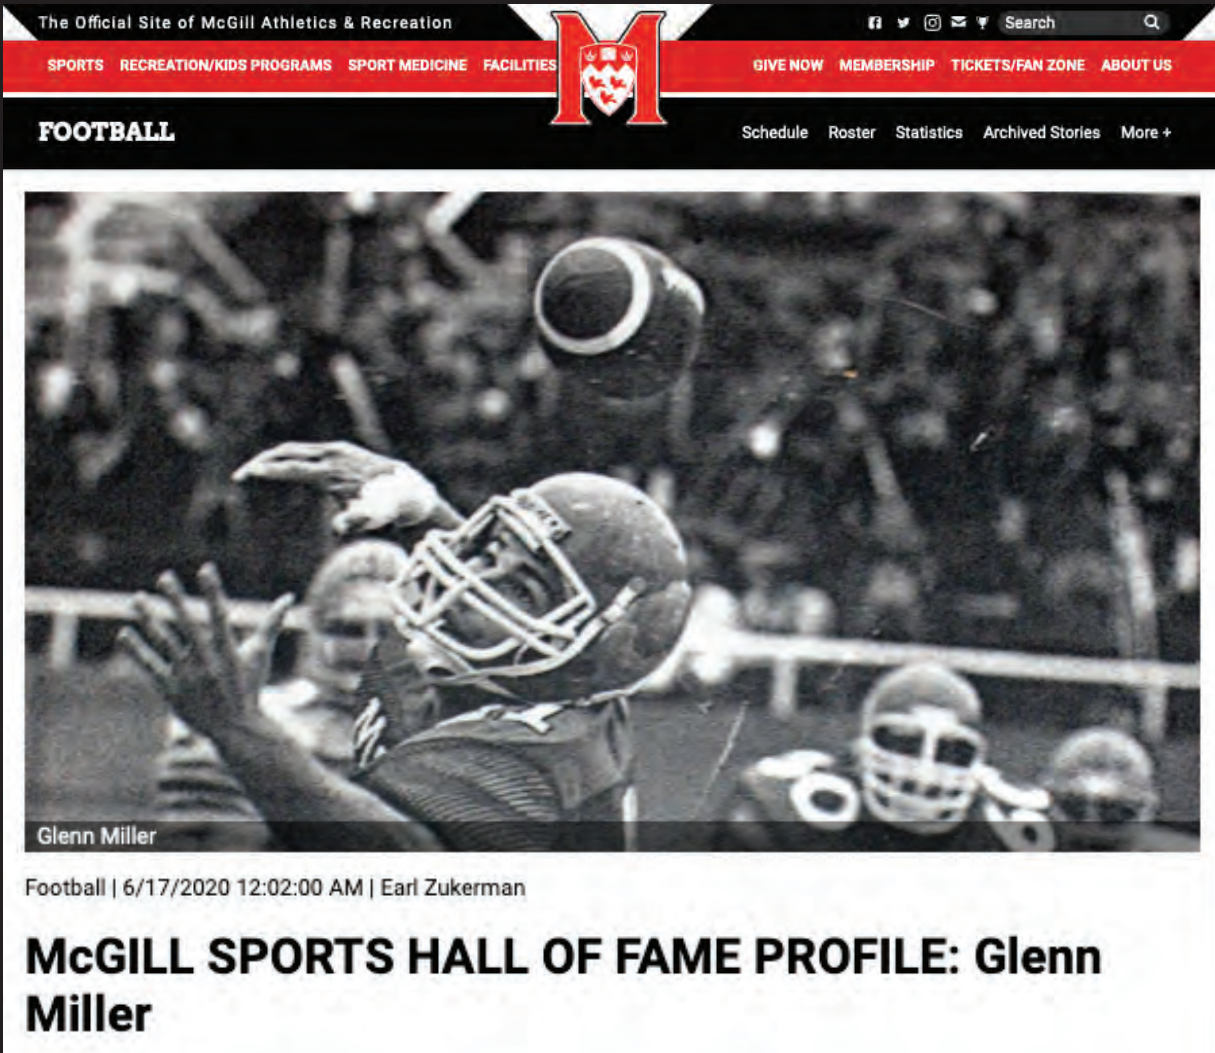 The Official Site of McGill Athletics & Recreation
Search
SPORTS RECREATION/KIDS PROGRAMS SPORT MEDICINE FACILITIES
GIVE NOW MEMBERSHIP TICKETS/FAN ZONE ABOUT US
M
FOOTBALL
Schedule Roster Statistics Archived Stories More +
Glenn Miller
Football | 6/17/2020 12:02:00 AM | Earl Zukerman
McGILL SPORTS HALL OF FAME PROFILE: Glenn
Miller